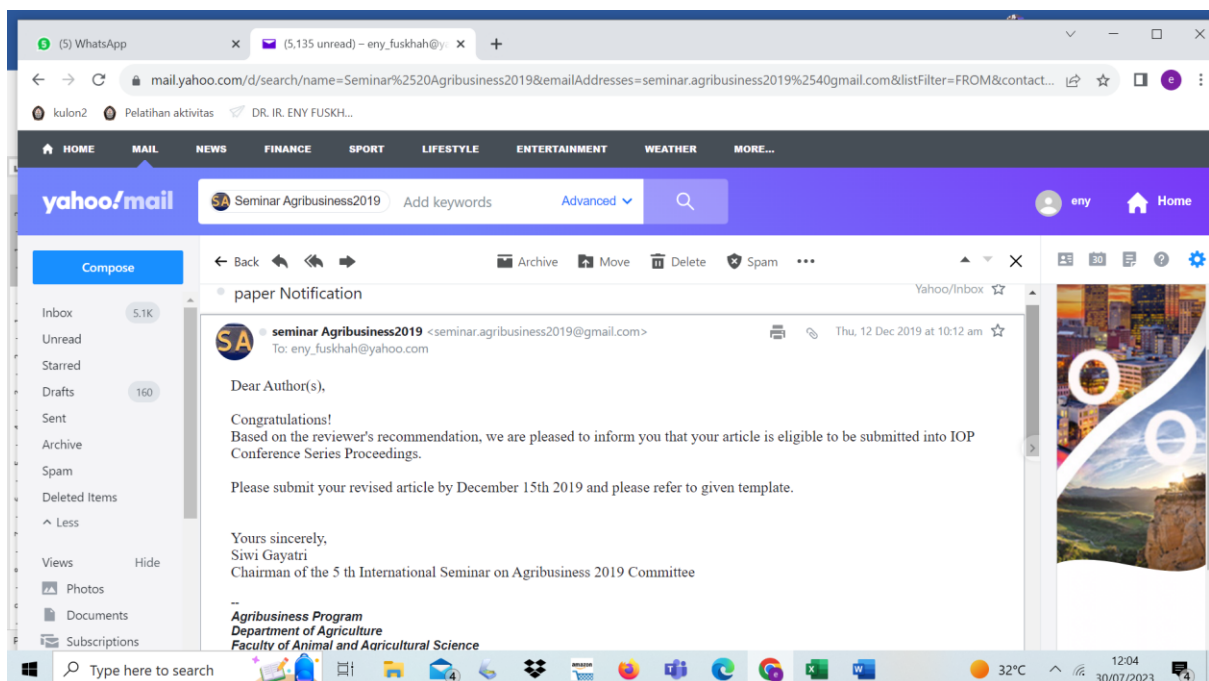 (5) WhatsApp
(5,135 unread) – eny_fuskhah@y
mail.yahoo.com/d/search/name=Seminar%2520Agribusiness2019&emailAddresses=seminar.agribusiness2019%2540gmail.com&listFilter=FROM&contact...
kulon2 Pelatihan aktivitas DR. IR. ENY FUSKH...
HOME MAIL NEWS FINANCE SPORT LIFESTYLE ENTERTAINMENT WEATHER MORE...
yahoo!mail
SA Seminar Agribusiness2019 Add keywords Advanced
eny Home
Compose
Back Archive Move Delete Spam
30
Inbox 5.1K
Unread
Starred
Drafts 160
Sent
Archive
Spam
Deleted Items
Less
Views Hide
Photos
Documents
Subscriptions
paper Notification Yahoo/Inbox
SA
seminar Agribusiness2019 <seminar.agribusiness2019@gmail.com> Thu, 12 Dec 2019 at 10:12 am
To: eny_fuskhah@yahoo.com
Dear Author(s),
Congratulations!
Based on the reviewer's recommendation, we are pleased to inform you that your article is eligible to be submitted into IOP
Conference Series Proceedings.
Please submit your revised article by December 15th 2019 and please refer to given template.
Yours sincerely,
Siwi Gayatri
Chairman of the 5 th International Seminar on Agribusiness 2019 Committee
--
Agribusiness Program
Department of Agriculture
Faculty of Animal and Agricultural Science
Type here to search
amazon
32°C
12:04
30/07/2023